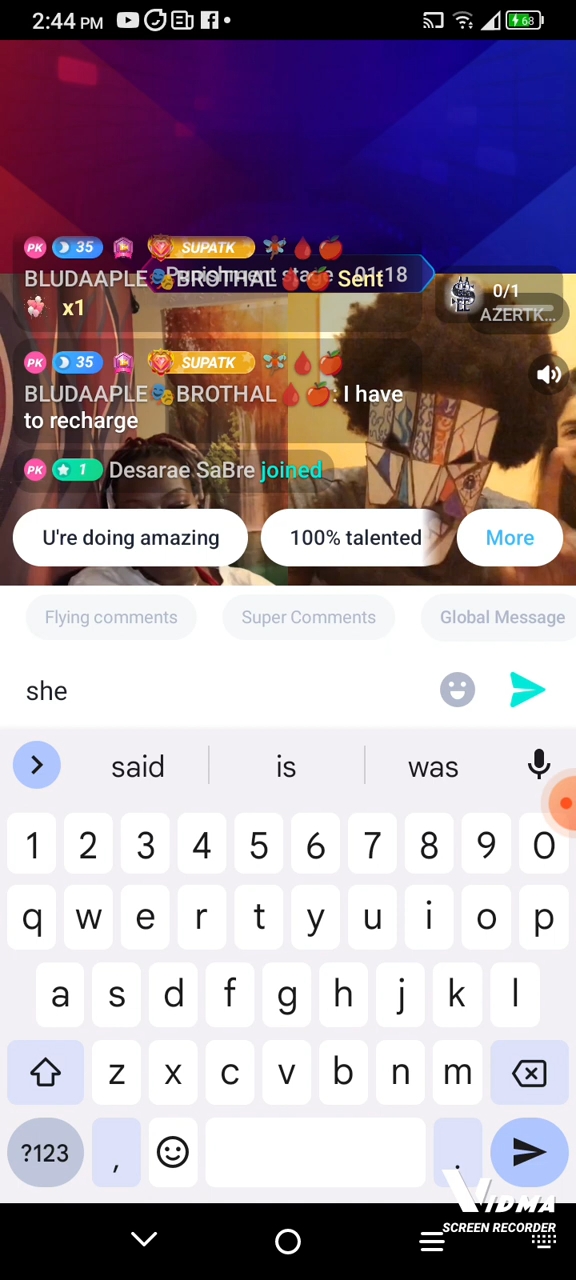 2:44 PM
68
PK 35 SUPATK
BLUDAAPLE🎭BROTHAL🩸🍎 Sent
x1
01:18
0/1
AZERTK...
PK 35 SUPATK
BLUDAAPLE🎭BROTHAL🩸🍎: I have
to recharge
PK 1 Desarae SaBre joined
U're doing amazing
100% talented
More
Flying comments
Super Comments
Global Message
she
said
is
was
1 2 3 4 5 6 7 8 9 0
q w e r t y u i o p
a s d f g h j k l
z x c v b n m
?123 , .
VIDMA
SCREEN RECORDER